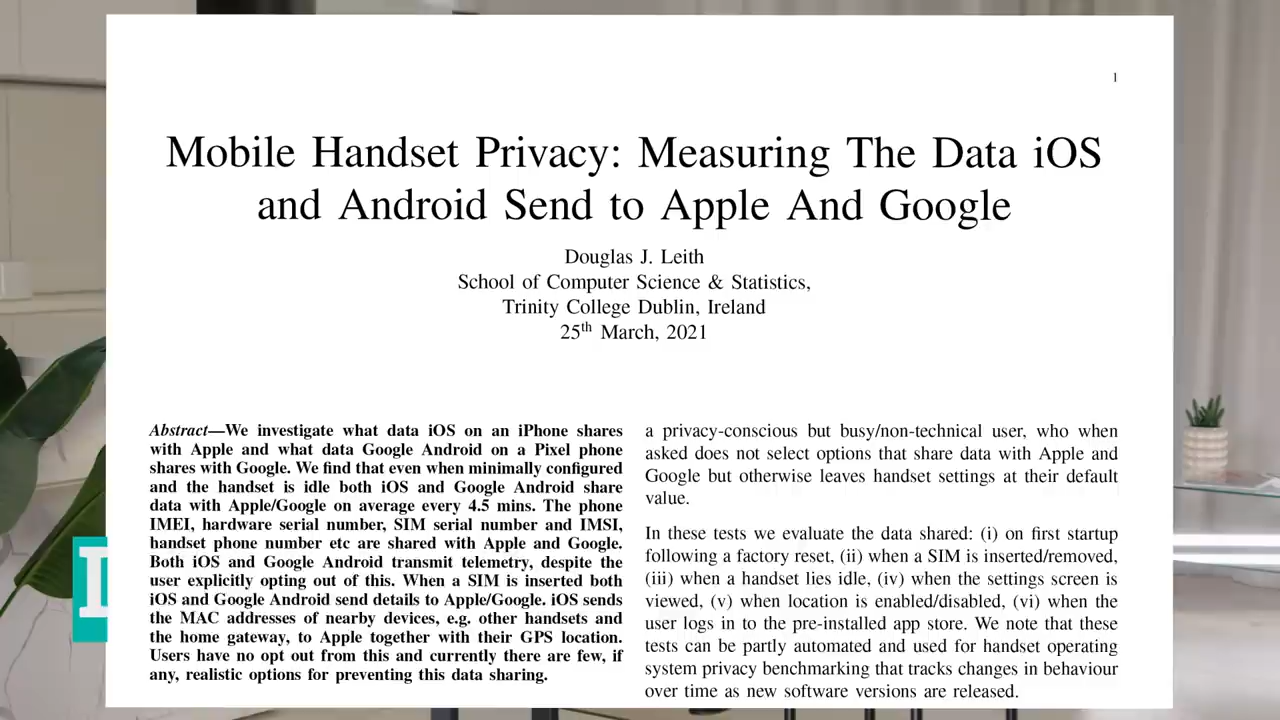 1
Mobile Handset Privacy: Measuring The Data iOS
and Android Send to Apple And Google
Douglas J. Leith
School of Computer Science & Statistics,
Trinity College Dublin, Ireland
25th March, 2021
Abstract—We investigate what data iOS on an iPhone shares
with Apple and what data Google Android on a Pixel phone
shares with Google. We find that even when minimally configured
and the handset is idle both iOS and Google Android share
data with Apple/Google on average every 4.5 mins. The phone
IMEI, hardware serial number, SIM serial number and IMSI,
handset phone number etc are shared with Apple and Google.
Both iOS and Google Android transmit telemetry, despite the
user explicitly opting out of this. When a SIM is inserted both
iOS and Google Android send details to Apple/Google. iOS sends
the MAC addresses of nearby devices, e.g. other handsets and
the home gateway, to Apple together with their GPS location.
Users have no opt out from this and currently there are few, if
any, realistic options for preventing this data sharing.
a privacy-conscious but busy/non-technical user, who when
asked does not select options that share data with Apple and
Google but otherwise leaves handset settings at their default
value.
In these tests we evaluate the data shared: (i) on first startup
following a factory reset, (ii) when a SIM is inserted/removed,
(iii) when a handset lies idle, (iv) when the settings screen is
viewed, (v) when location is enabled/disabled, (vi) when the
user logs in to the pre-installed app store. We note that these
tests can be partly automated and used for handset operating
system privacy benchmarking that tracks changes in behaviour
over time as new software versions are released.